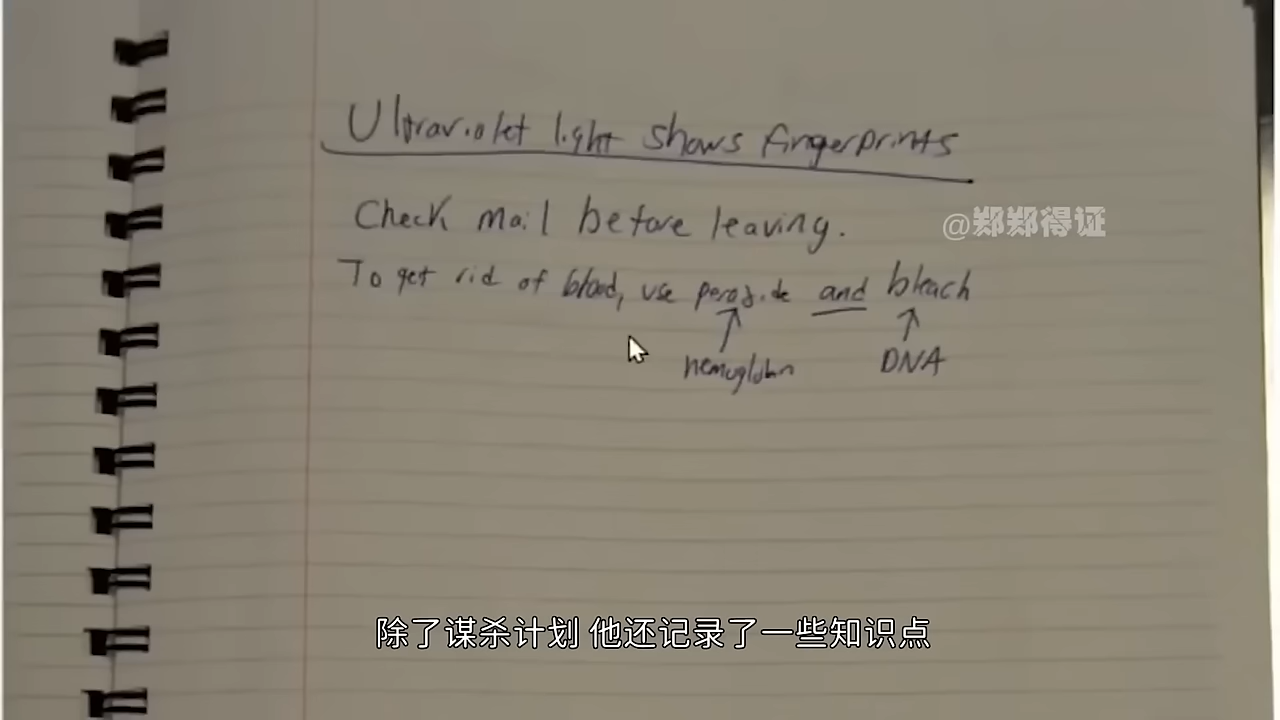 Ultraviolet light shows fingerprints
Check mail before leaving.
@郑郑得证
To get rid of blood, use peroxide and bleach
hemoglobin DNA
除了谋杀计划 他还记录了一些知识点